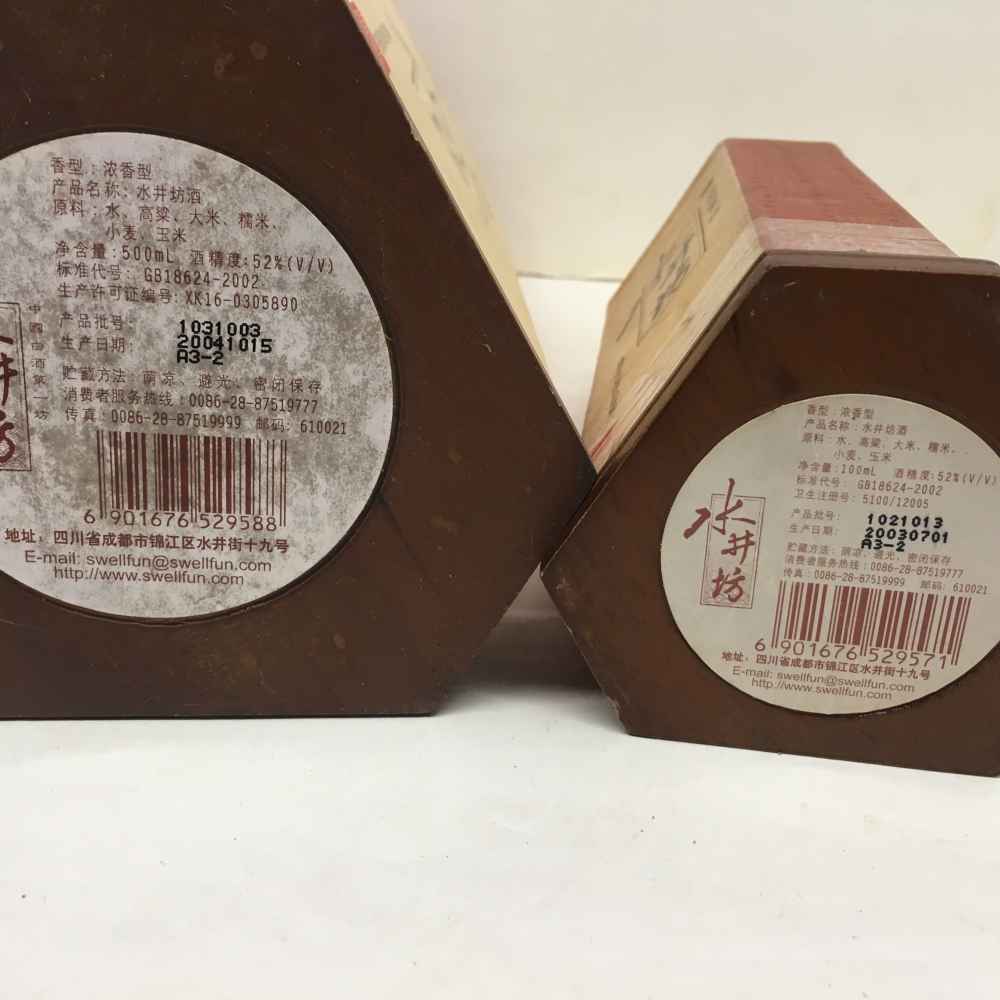 香型：浓香型
产品名称：水井坊酒
原料：水、高粱、大米、糯米、
小麦、玉米
净含量：500mL 酒精度：52%(V/V)
标准代号：GB18624-2002
生产许可证编号：XK16-0305890
产品批号： 1031003
生产日期： 20041015
A3-2
贮藏方法：荫凉、避光、密闭保存
消费者服务热线：0086-28-87519777
传真：0086-28-87519999 邮码：610021
6 901676 529588
地址：四川省成都市锦江区水井街十九号
E-mail: swellfun@swellfun.com
http://www.swellfun.com
井坊
中國白酒第一坊
香型：浓香型
产品名称：水井坊酒
原料：水、高粱、大米、糯米、
小麦、玉米
净含量：100mL 酒精度：52%(V/V)
标准代号：GB18624-2002
卫生注册号：5100/12005
产品批号： 1021013
生产日期： 20030701
A3-2
贮藏方法：荫凉、避光、密闭保存
消费者服务热线：0086-28-87519777
传真：0086-28-87519999 邮码：610021
6 901676 529571
地址：四川省成都市锦江区水井街十九号
E-mail: swellfun@swellfun.com
http://www.swellfun.com
水井坊